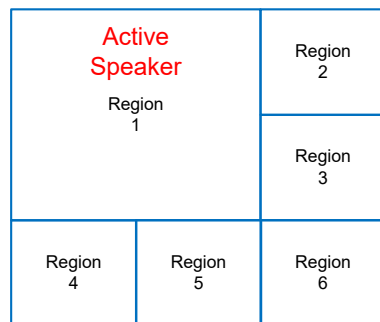 Active
Speaker
Region
1
Region
2
Region
3
Region
4
Region
5
Region
6